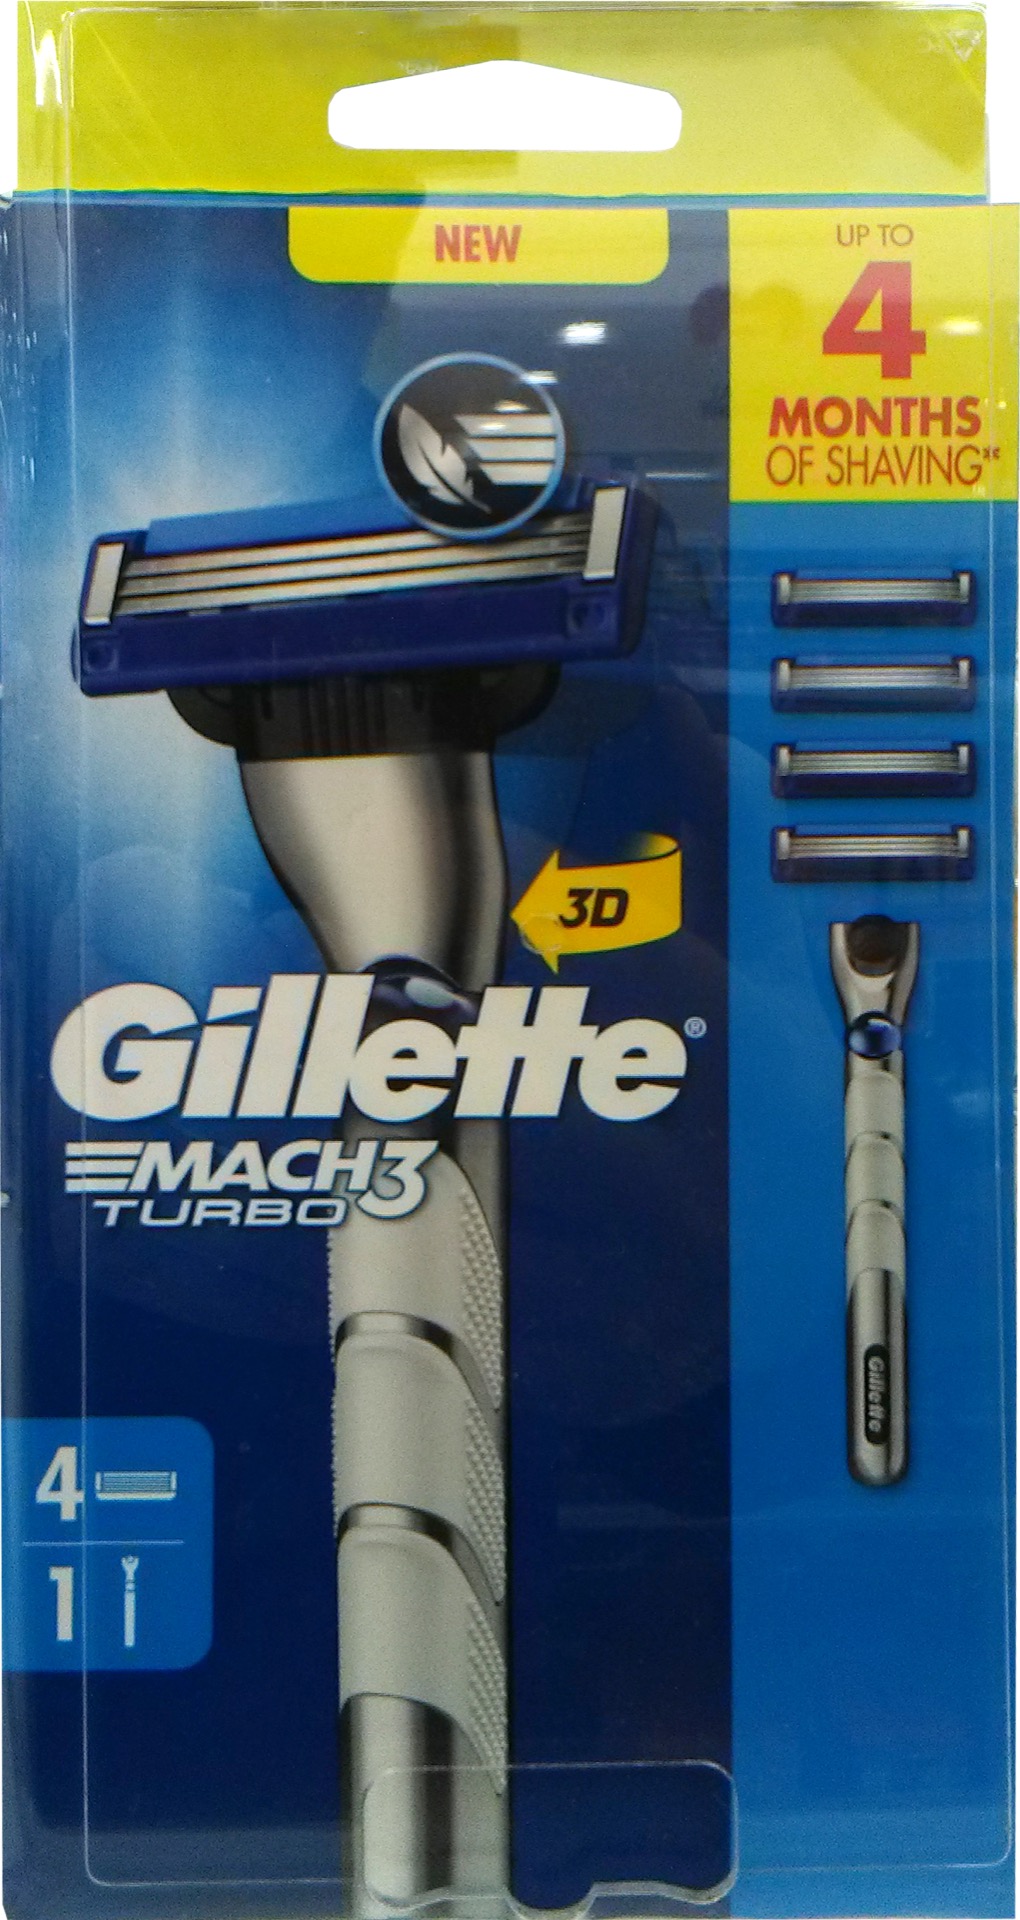 NEW
UP TO
4
MONTHS
OF SHAVING*
3D
Gillette®
MACH3
TURBO
Gillette
4
1